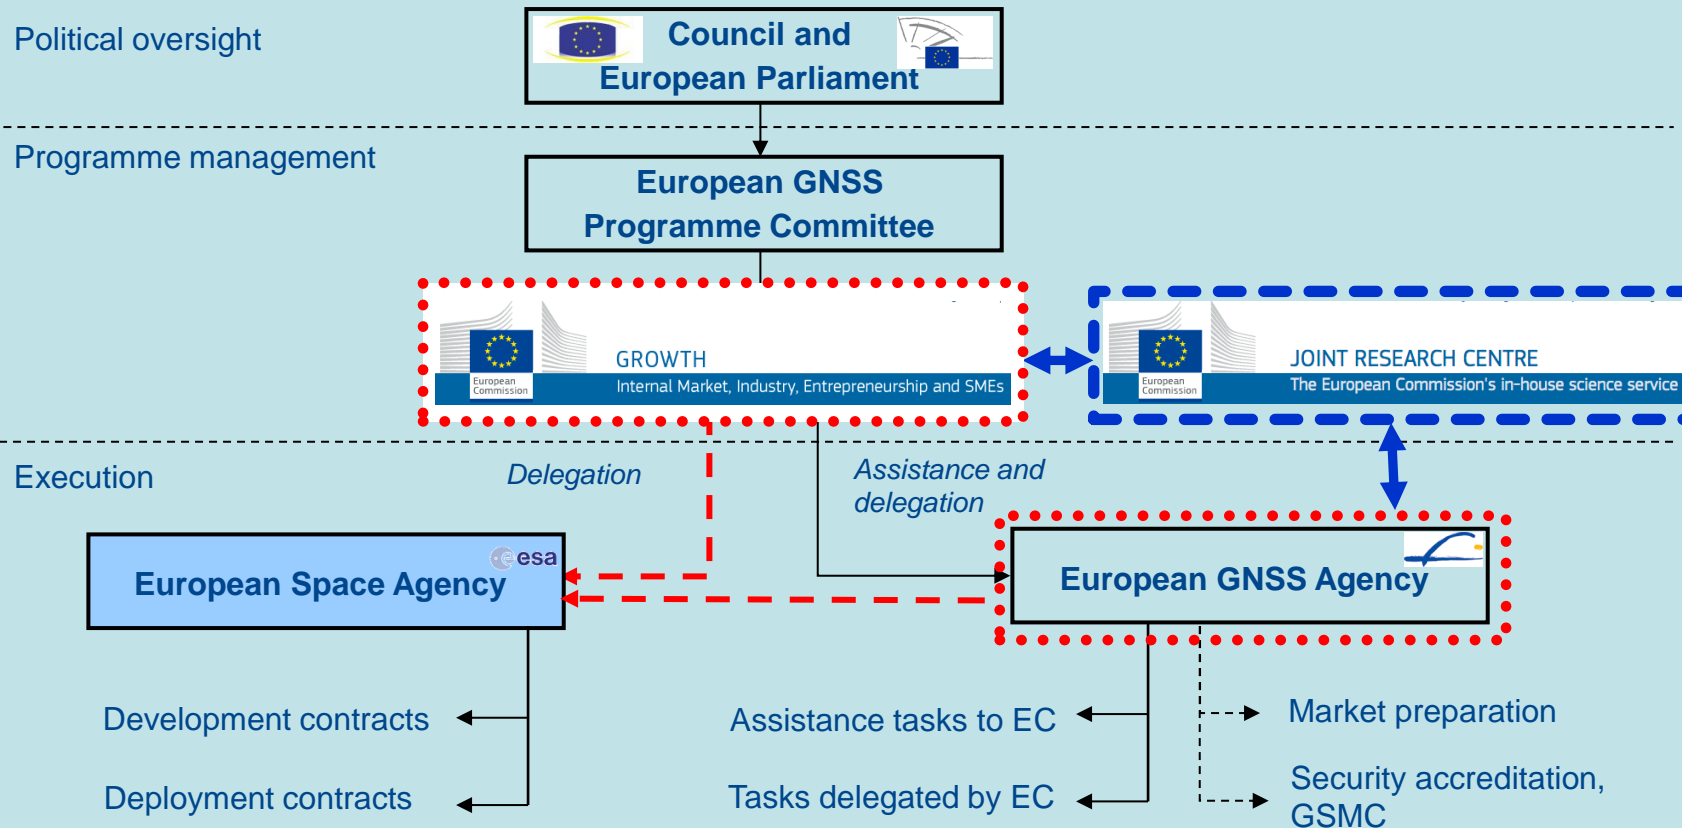 Political oversight
Council and
European Parliament
Programme management
European GNSS
Programme Committee
GROWTH
Internal Market, Industry, Entrepreneurship and SMEs
European
Commission
JOINT RESEARCH CENTRE
The European Commission's in-house science service
European
Commission
Execution
Delegation
Assistance and
delegation
esa
European Space Agency
European GNSS Agency
Development contracts
Deployment contracts
Assistance tasks to EC
Tasks delegated by EC
Market preparation
Security accreditation,
GSMC